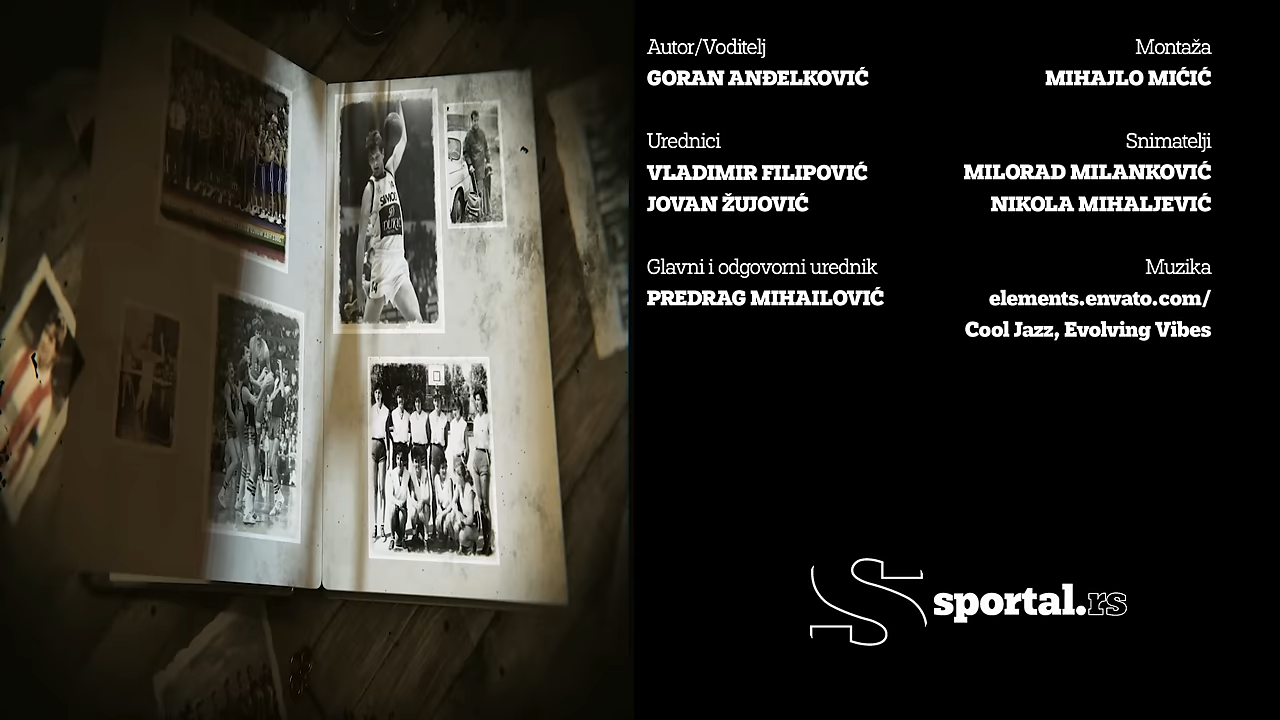 Autor/Voditelj
GORAN ANĐELKOVIĆ
Urednici
VLADIMIR FILIPOVIĆ
JOVAN ŽUJOVIĆ
Glavni i odgovorni urednik
PREDRAG MIHAILOVIĆ
Montaža
MIHAJLO MIĆIĆ
Snimatelji
MILORAD MILANKOVIĆ
NIKOLA MIHALJEVIĆ
Muzika
elements.envato.com/
Cool Jazz, Evolving Vibes
sportal.rs